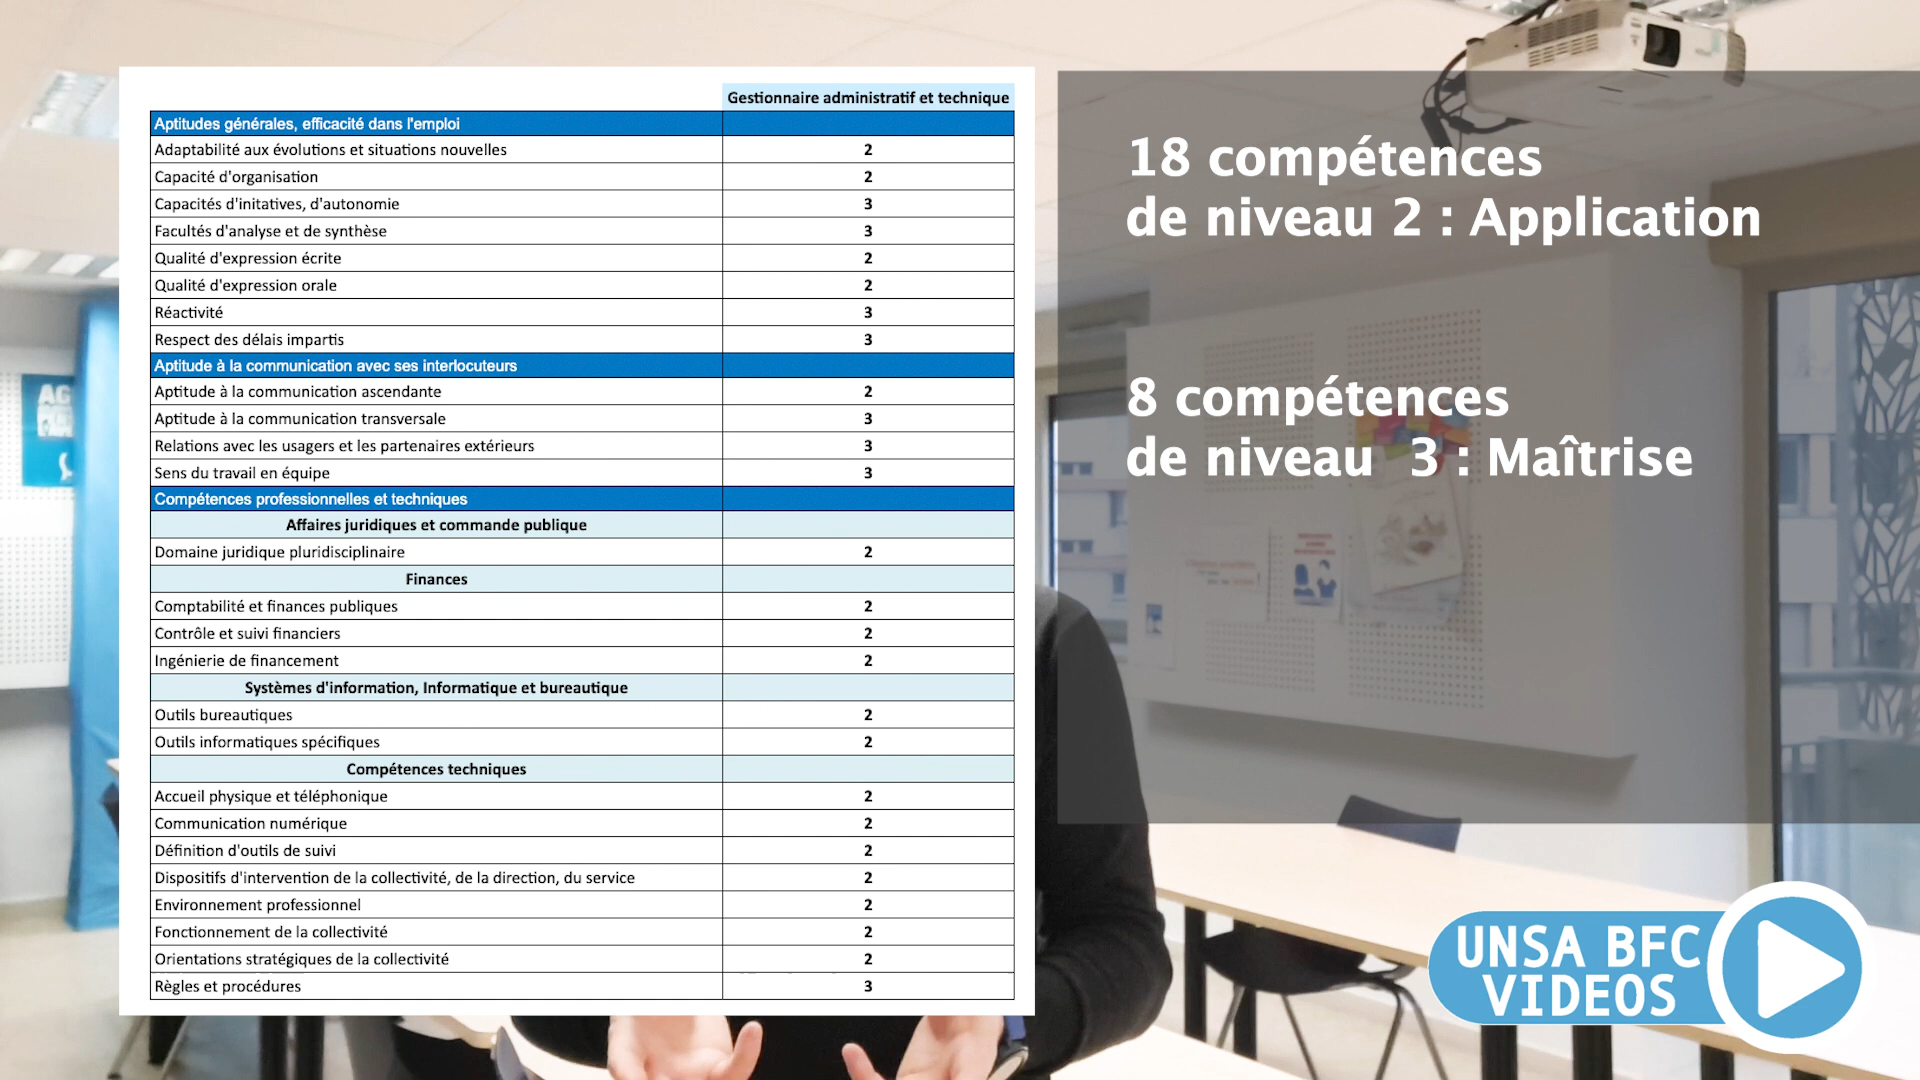 Gestionnaire administratif et technique
Aptitudes générales, efficacité dans l'emploi
Adaptabilité aux évolutions et situations nouvelles 2
Capacité d'organisation 2
Capacités d'initatives, d'autonomie 3
Facultés d'analyse et de synthèse 3
Qualité d'expression écrite 2
Qualité d'expression orale 2
Réactivité 3
Respect des délais impartis 3
Aptitude à la communication avec ses interlocuteurs
Aptitude à la communication ascendante 2
Aptitude à la communication transversale 3
Relations avec les usagers et les partenaires extérieurs 3
Sens du travail en équipe 3
Compétences professionnelles et techniques
Affaires juridiques et commande publique
Domaine juridique pluridisciplinaire 2
Finances
Comptabilité et finances publiques 2
Contrôle et suivi financiers 2
Ingénierie de financement 2
Systèmes d'information, Informatique et bureautique
Outils bureautiques 2
Outils informatiques spécifiques 2
Compétences techniques
Accueil physique et téléphonique 2
Communication numérique 2
Définition d'outils de suivi 2
Dispositifs d'intervention de la collectivité, de la direction, du service 2
Environnement professionnel 2
Fonctionnement de la collectivité 2
Orientations stratégiques de la collectivité 2
Règles et procédures 3
18 compétences
de niveau 2 : Application
8 compétences
de niveau 3 : Maîtrise
AG
UNSA BFC
VIDEOS